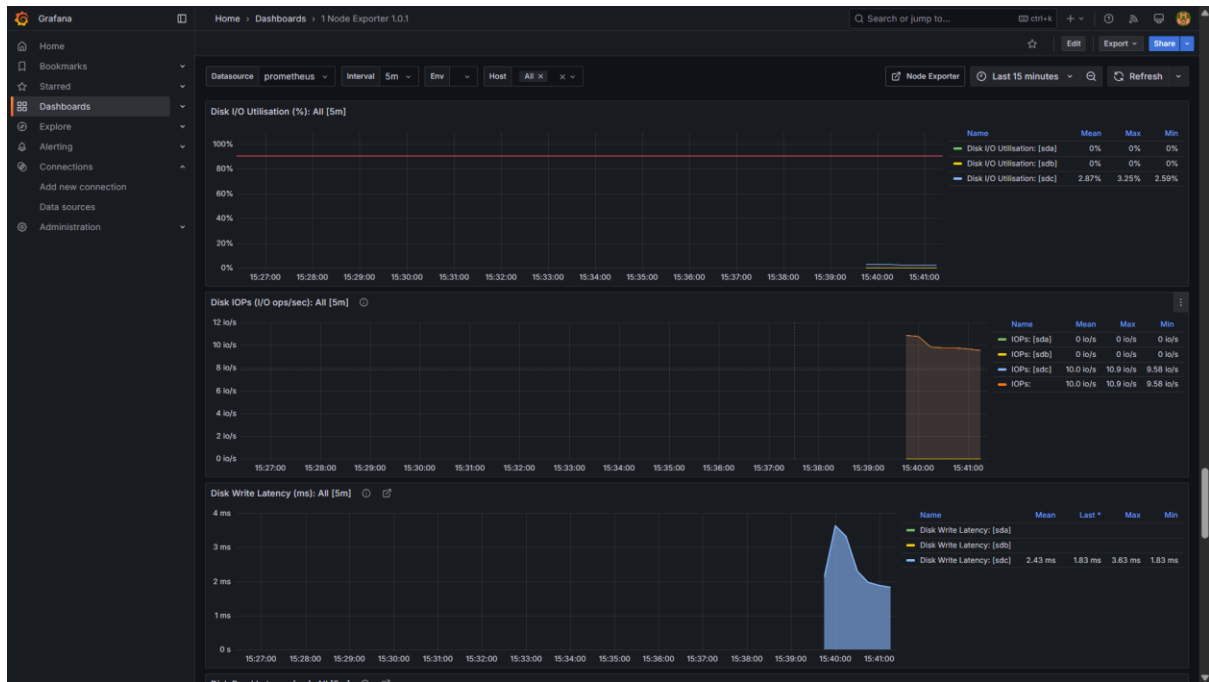 Grafana
Home
Bookmarks
Starred
Dashboards
Explore
Alerting
Connections
Add new connection
Data sources
Administration
Home › Dashboards › 1 Node Exporter 1.0.1
Search or jump to...
ctrl+k
Edit
Export
Share
Datasource prometheus
Interval 5m
Env
Host All ×
Node Exporter
Last 15 minutes
Refresh
Disk I/O Utilisation (%): All [5m]
100%
80%
60%
40%
20%
0%
15:27:00 15:28:00 15:29:00 15:30:00 15:31:00 15:32:00 15:33:00 15:34:00 15:35:00 15:36:00 15:37:00 15:38:00 15:39:00 15:40:00 15:41:00
Name Mean Max Min
Disk I/O Utilisation: [sda] 0% 0% 0%
Disk I/O Utilisation: [sdb] 0% 0% 0%
Disk I/O Utilisation: [sdc] 2.87% 3.25% 2.59%
Disk IOPs (I/O ops/sec): All [5m]
12 io/s
10 io/s
8 io/s
6 io/s
4 io/s
2 io/s
0 io/s
15:27:00 15:28:00 15:29:00 15:30:00 15:31:00 15:32:00 15:33:00 15:34:00 15:35:00 15:36:00 15:37:00 15:38:00 15:39:00 15:40:00 15:41:00
Name Mean Max Min
IOPs: [sda] 0 io/s 0 io/s 0 io/s
IOPs: [sdb] 0 io/s 0 io/s 0 io/s
IOPs: [sdc] 10.0 io/s 10.9 io/s 9.58 io/s
IOPs: 10.0 io/s 10.9 io/s 9.58 io/s
Disk Write Latency (ms): All [5m]
4 ms
3 ms
2 ms
1 ms
0 s
15:27:00 15:28:00 15:29:00 15:30:00 15:31:00 15:32:00 15:33:00 15:34:00 15:35:00 15:36:00 15:37:00 15:38:00 15:39:00 15:40:00 15:41:00
Name Mean Last * Max Min
Disk Write Latency: [sda]
Disk Write Latency: [sdb]
Disk Write Latency: [sdc] 2.43 ms 1.83 ms 3.63 ms 1.83 ms